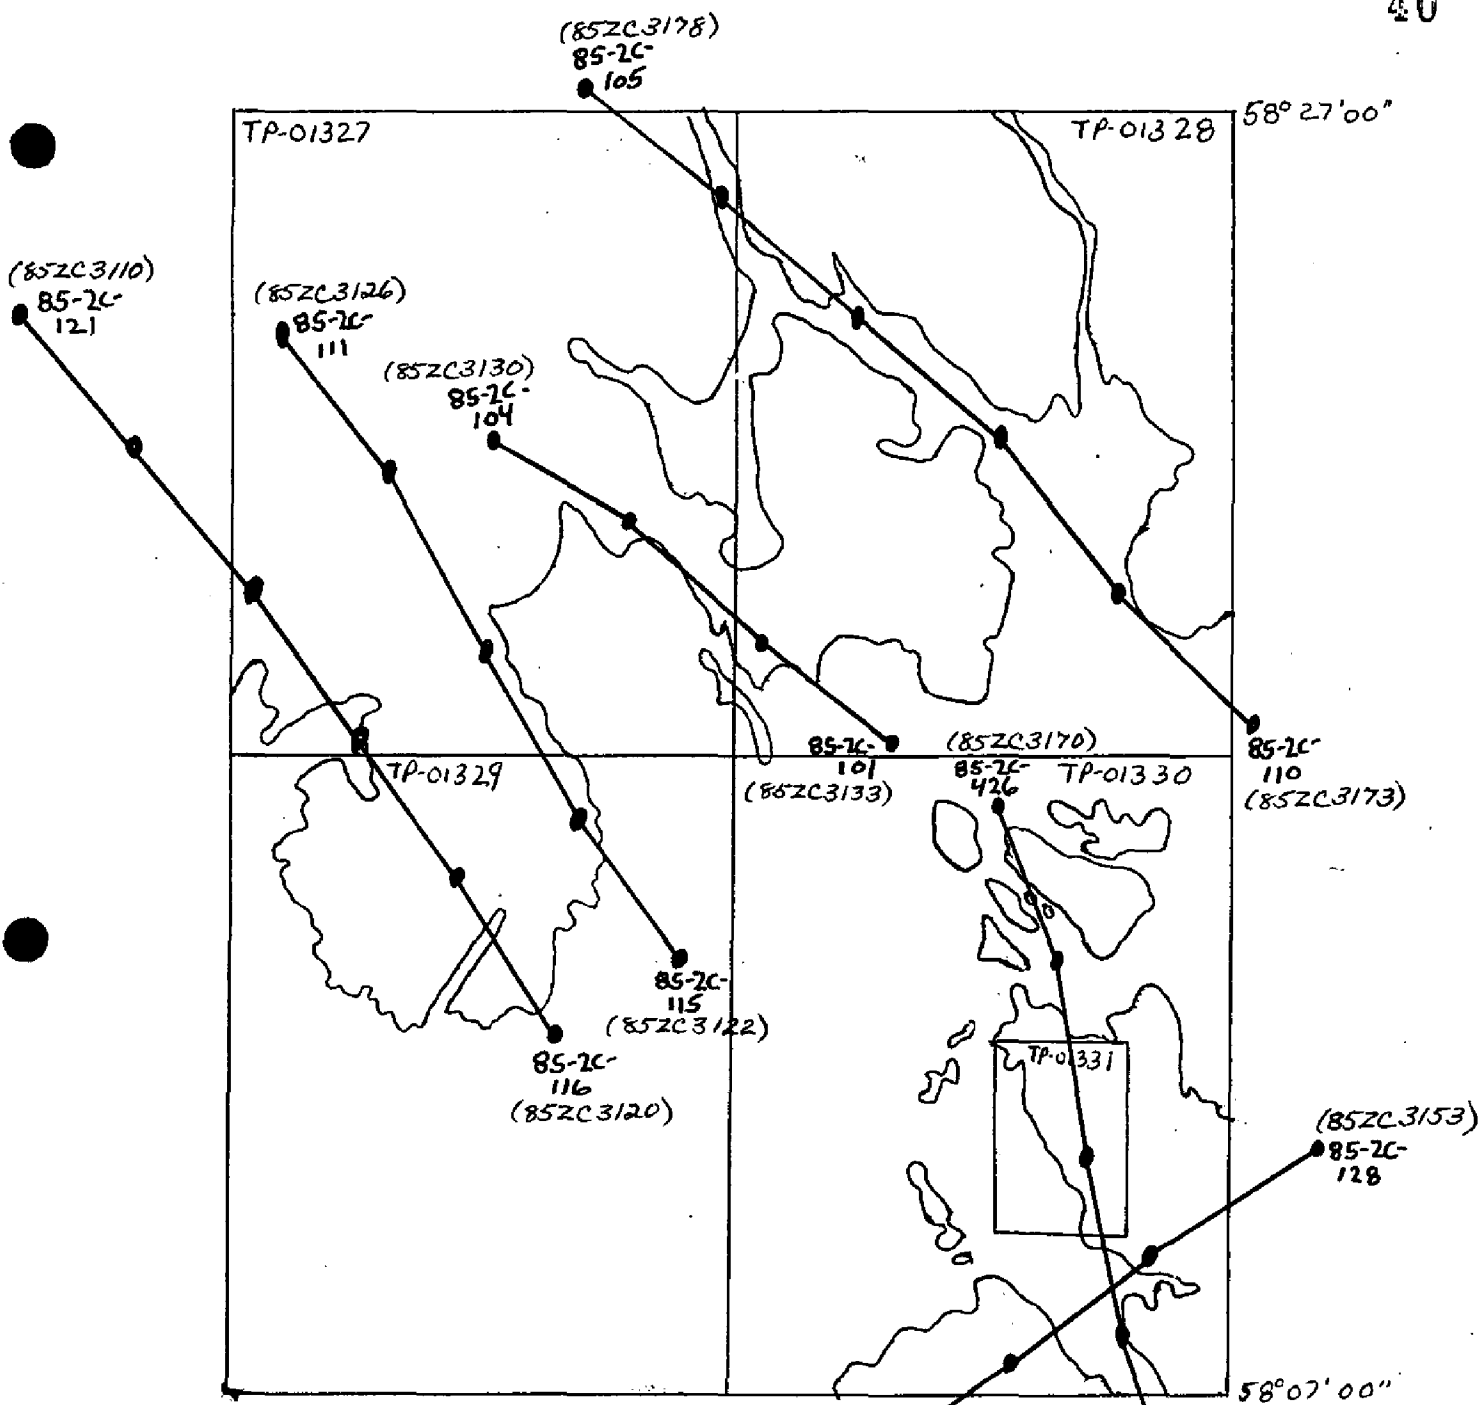 40
(85ZC3178)
85-2C-
105
58° 27' 00"
TP-01327
TP-01328
(85ZC3110)
85-2C-
121
(85ZC3126)
85-2C-
111
(85ZC3130)
85-2C-
104
85-2C-
101
(85ZC3133)
(85ZC3170)
85-2C-
426
85-2C-
110
(85ZC3173)
TP-01329
TP-01330
85-2C-
115
(85ZC3122)
85-2C-
116
(85ZC3120)
TP-01331
(85ZC3153)
85-2C-
128
58° 07' 00"